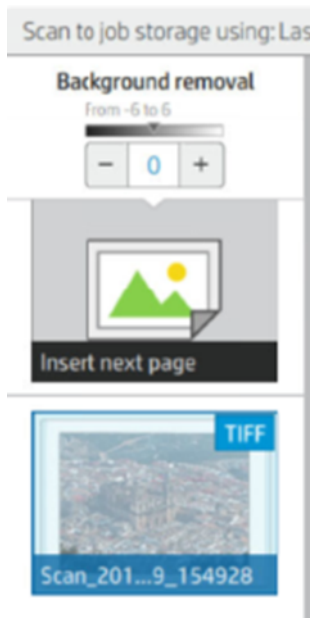 Scan to job storage using: Las
Background removal
from -6 to 6
− 0 +
Insert next page
TIFF
Scan_201...9_154928